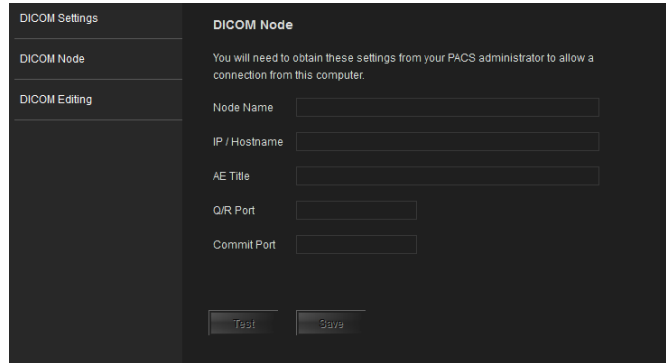 DICOM Settings
DICOM Node
DICOM Editing
DICOM Node
You will need to obtain these settings from your PACS administrator to allow a
connection from this computer.
Node Name
IP / Hostname
AE Title
Q/R Port
Commit Port
Test
Save